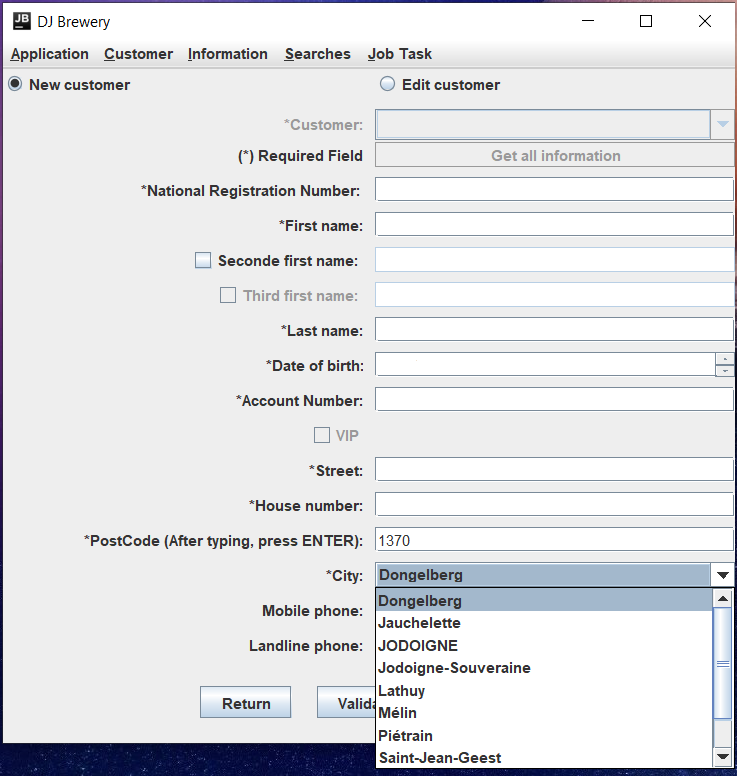 JB DJ Brewery
Application Customer Information Searches Job Task
New customer Edit customer
*Customer:
(*) Required Field Get all information
*National Registration Number:
*First name:
Seconde first name:
Third first name:
*Last name:
*Date of birth:
*Account Number:
VIP
*Street:
*House number:
*PostCode (After typing, press ENTER): 1370
*City: Dongelberg
Dongelberg
Mobile phone:
Jauchelette
JODOIGNE
Landline phone:
Jodoigne-Souveraine
Lathuy
Return Valida
Mélin
Piétrain
Saint-Jean-Geest